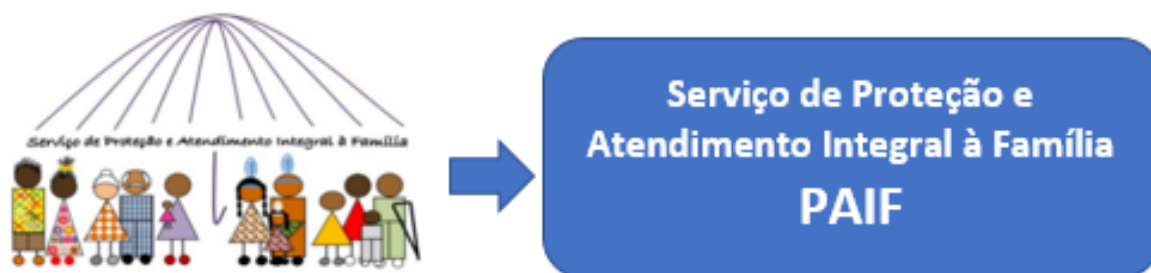 Serviço de Proteção e Atendimento Integral à Família
Serviço de Proteção e
Atendimento Integral à Família
PAIF